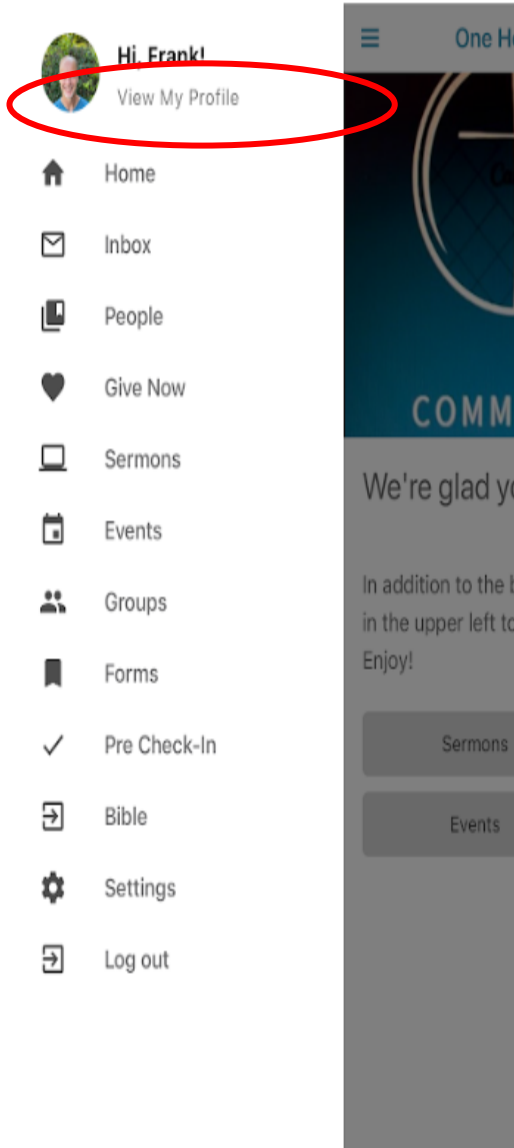 Hi, Frank!
View My Profile
Home
Inbox
People
Give Now
Sermons
Events
Groups
Forms
Pre Check-In
Bible
Settings
Log out
One H
COMM
We're glad yo
In addition to the b
in the upper left to
Enjoy!
Sermons
Events